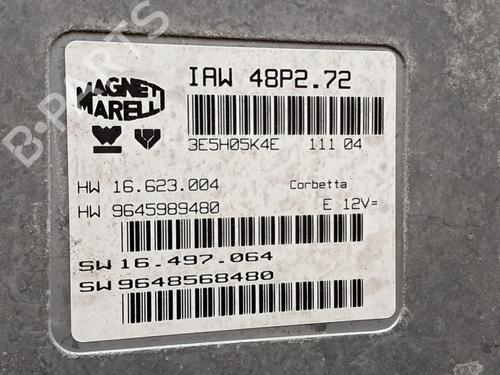 B-PARTS
MAGNETI
MARELLI
IAW 48P2.72
3E5H05K4E 111 04
HW 16.623.004 Corbetta
HW 9645989480 E 12V=
SW 16.497.064
SW 9648568480